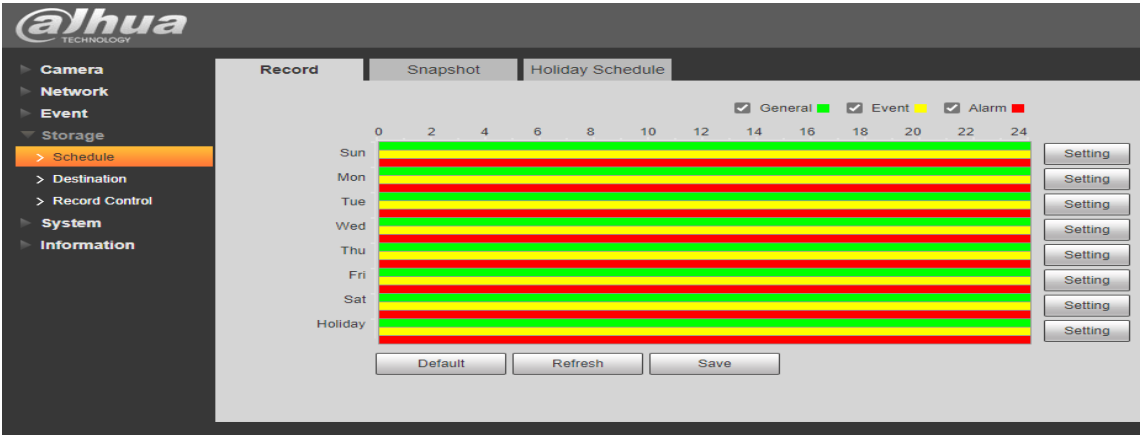 alhua
TECHNOLOGY
Camera
Network
Event
Storage
> Schedule
> Destination
> Record Control
System
Information
Record Snapshot Holiday Schedule
General Event Alarm
0 2 4 6 8 10 12 14 16 18 20 22 24
Sun Setting
Mon Setting
Tue Setting
Wed Setting
Thu Setting
Fri Setting
Sat Setting
Holiday Setting
Default Refresh Save